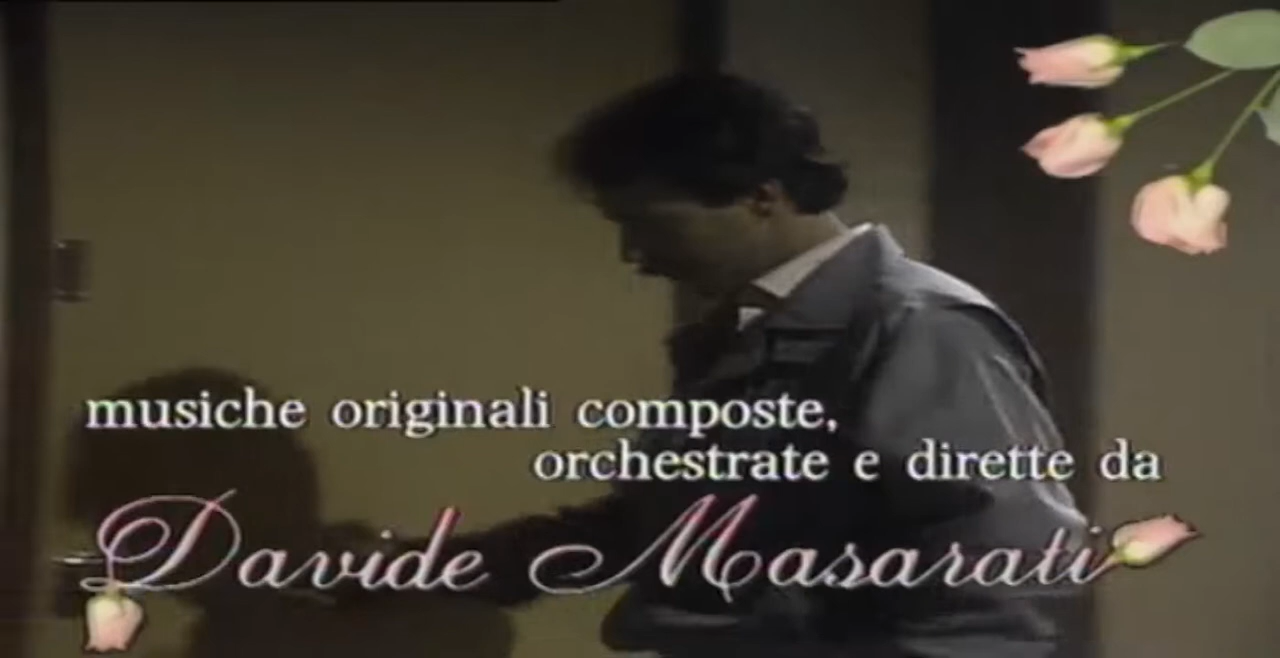 musiche originali composte,
orchestrate e dirette da
Davide Masarati